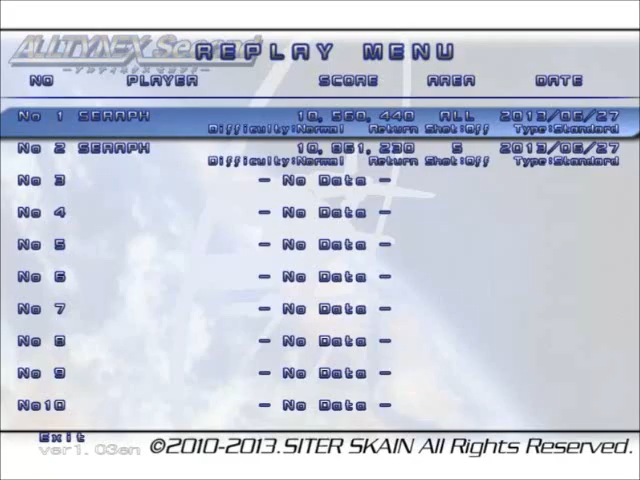 ALLTYNEX Second
REPLAY MENU
NO PLAYER SCORE AREA DATE
No 1 SERAPH 10,560,440 ALL 2013/06/27
Difficulty:Normal Return Shot:Off Type:Standard
No 2 SERAPH 10,861,230 5 2013/06/27
Difficulty:Normal Return Shot:Off Type:Standard
No 3 - No Data -
No 4 - No Data -
No 5 - No Data -
No 6 - No Data -
No 7 - No Data -
No 8 - No Data -
No 9 - No Data -
No10 - No Data -
Exit
ver1.03en ©2010-2013.SITER SKAIN All Rights Reserved.